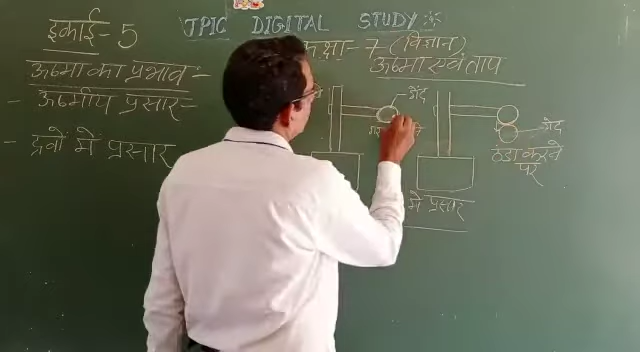 JPIC DIGITAL STUDY
इकाई- 5
कक्षा- 7 (विज्ञान)
ऊष्मा का प्रभाव:-
ऊष्मा एवं ताप
- ऊष्मीय प्रसार:-
- द्रवों में प्रसार
गेंद
गेंद
ठंडा करने
पर
में प्रसार